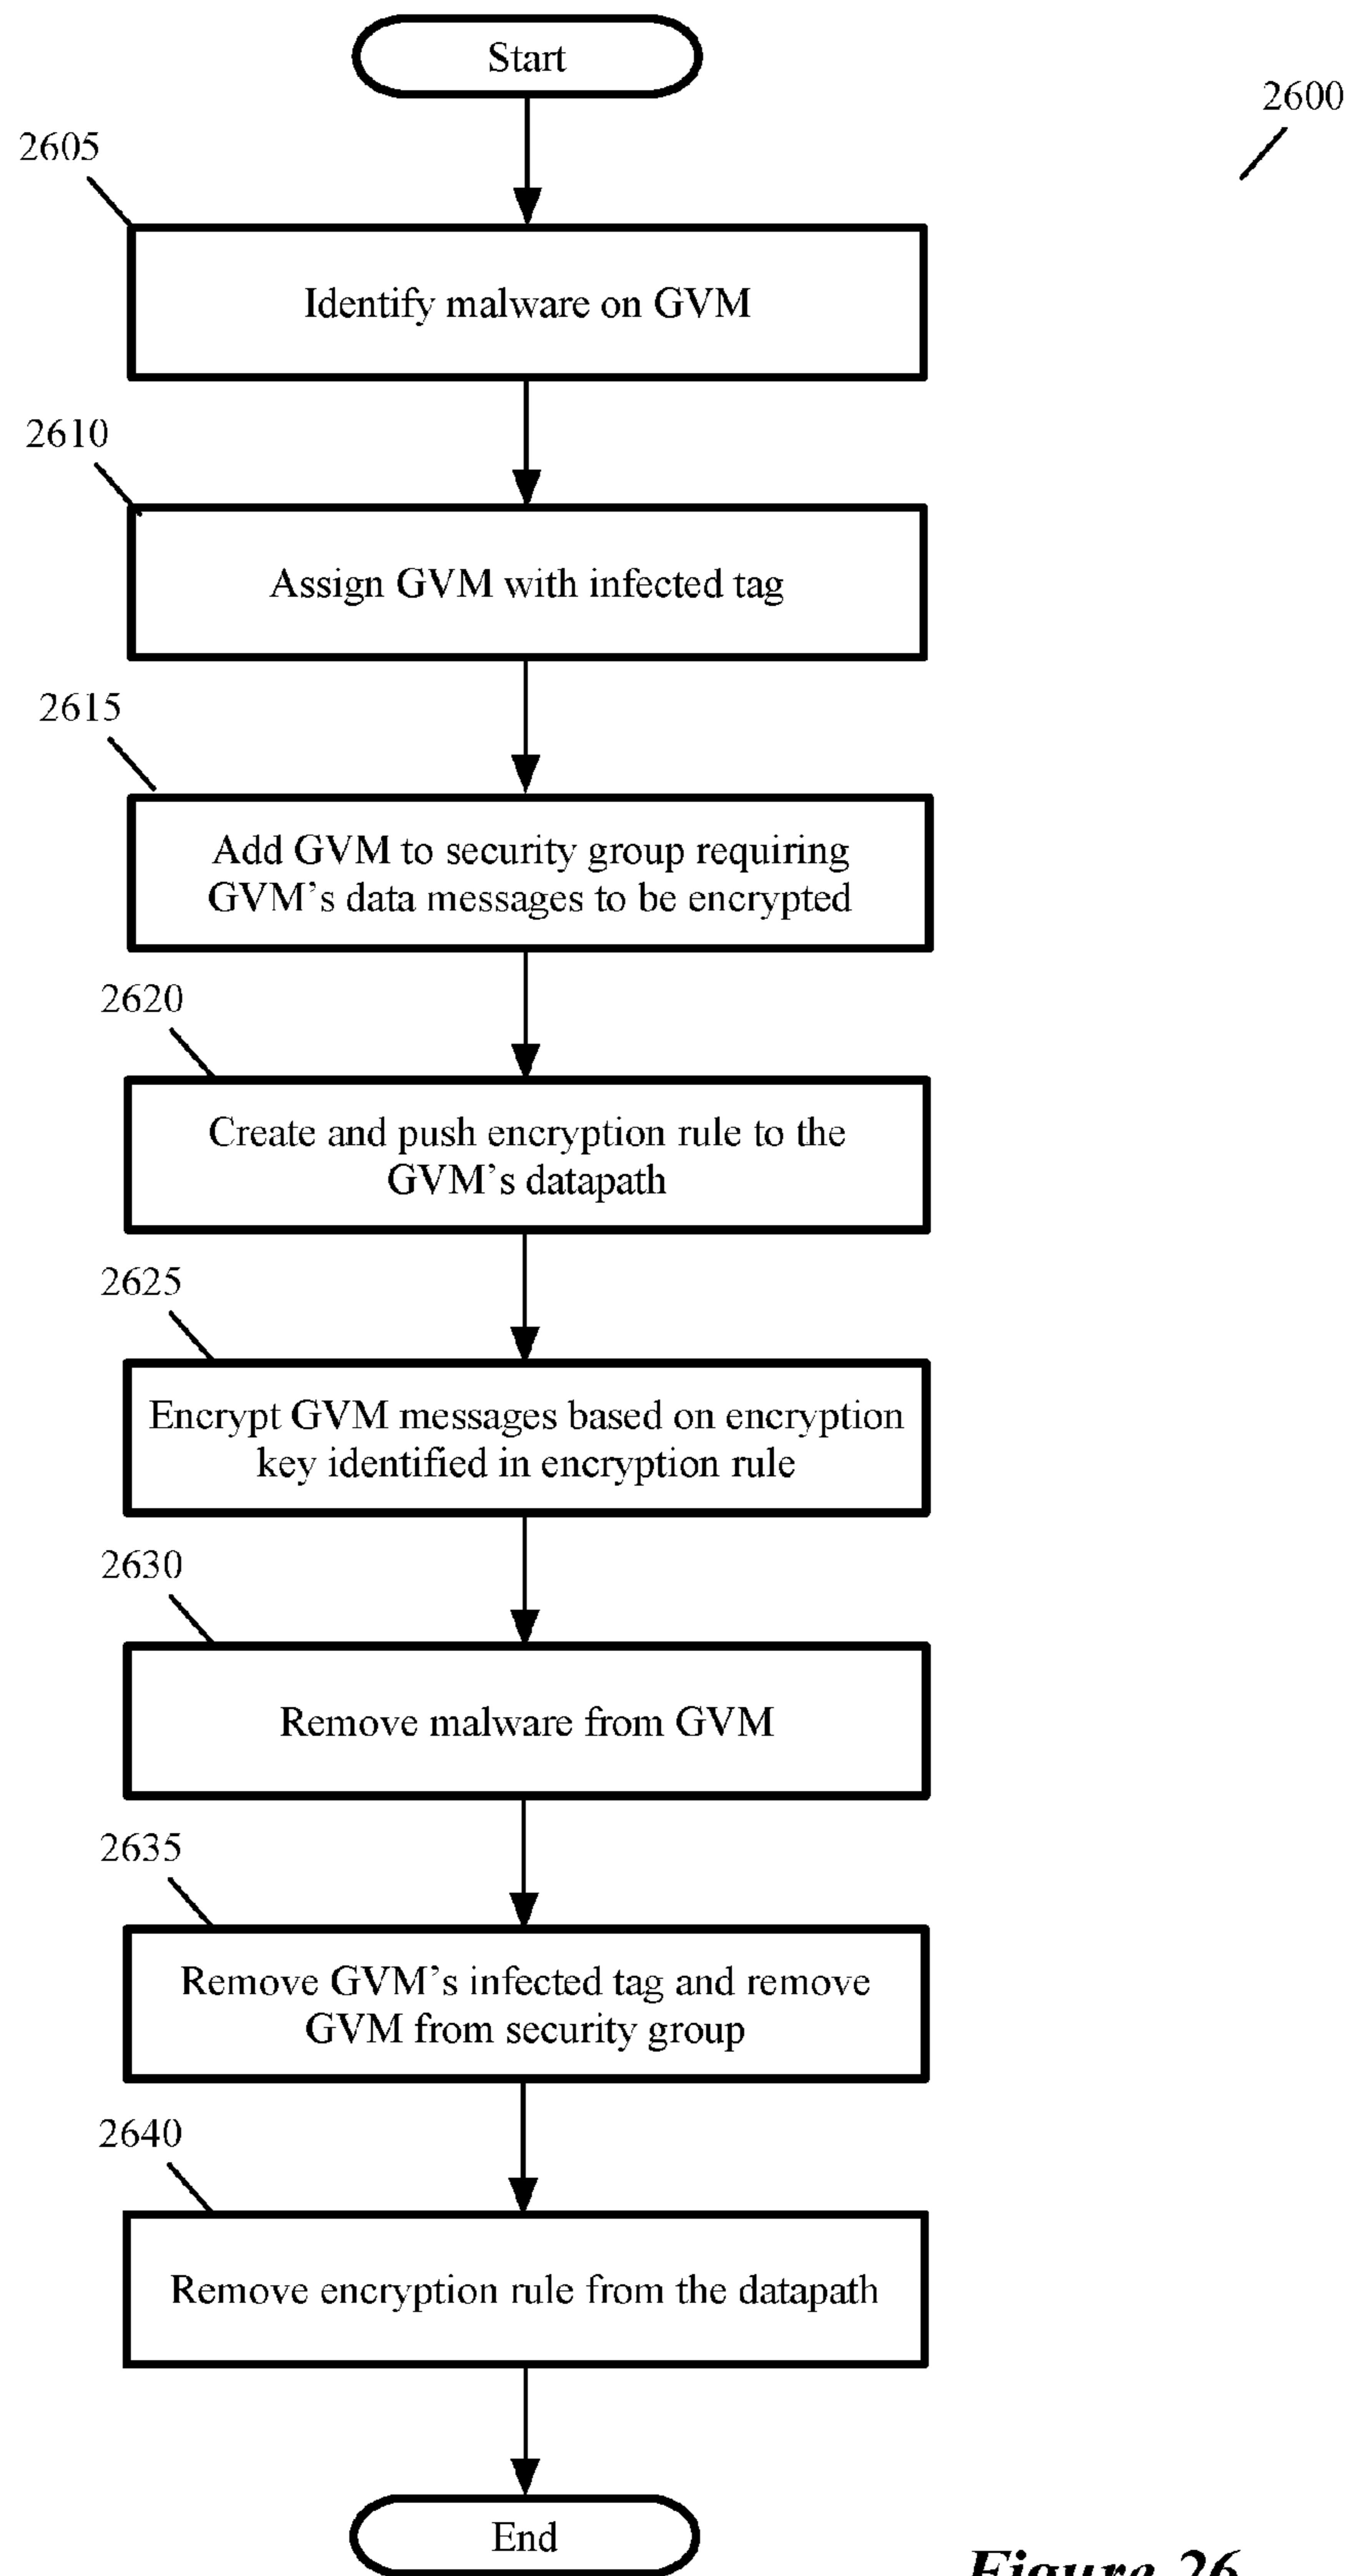 Start
2600
2605
Identify malware on GVM
2610
Assign GVM with infected tag
2615
Add GVM to security group requiring
GVM’s data messages to be encrypted
2620
Create and push encryption rule to the
GVM’s datapath
2625
Encrypt GVM messages based on encryption
key identified in encryption rule
2630
Remove malware from GVM
2635
Remove GVM’s infected tag and remove
GVM from security group
2640
Remove encryption rule from the datapath
End
Figure 26